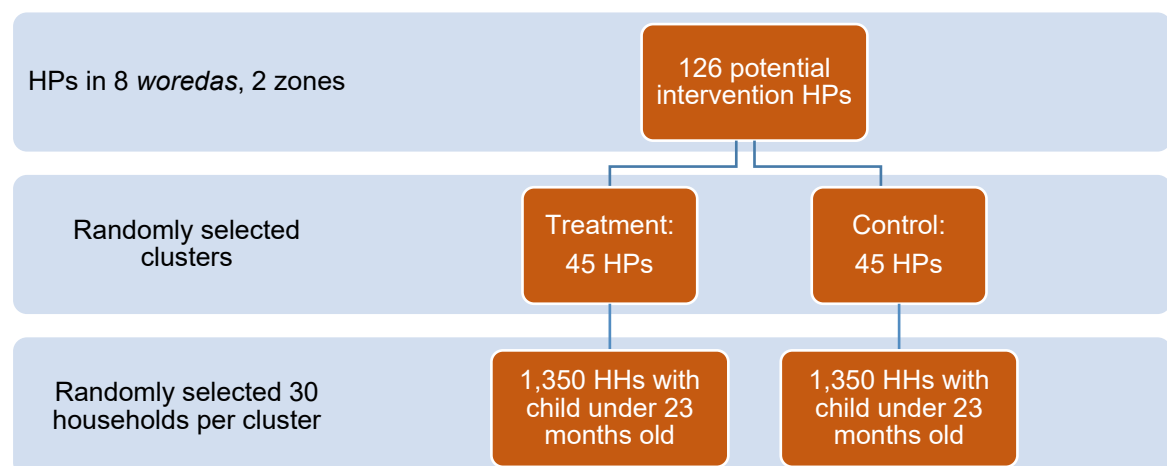 HPs in 8 woredas, 2 zones
126 potential
intervention HPs
Randomly selected
clusters
Treatment:
45 HPs
Control:
45 HPs
Randomly selected 30
households per cluster
1,350 HHs with
child under 23
months old
1,350 HHs with
child under 23
months old